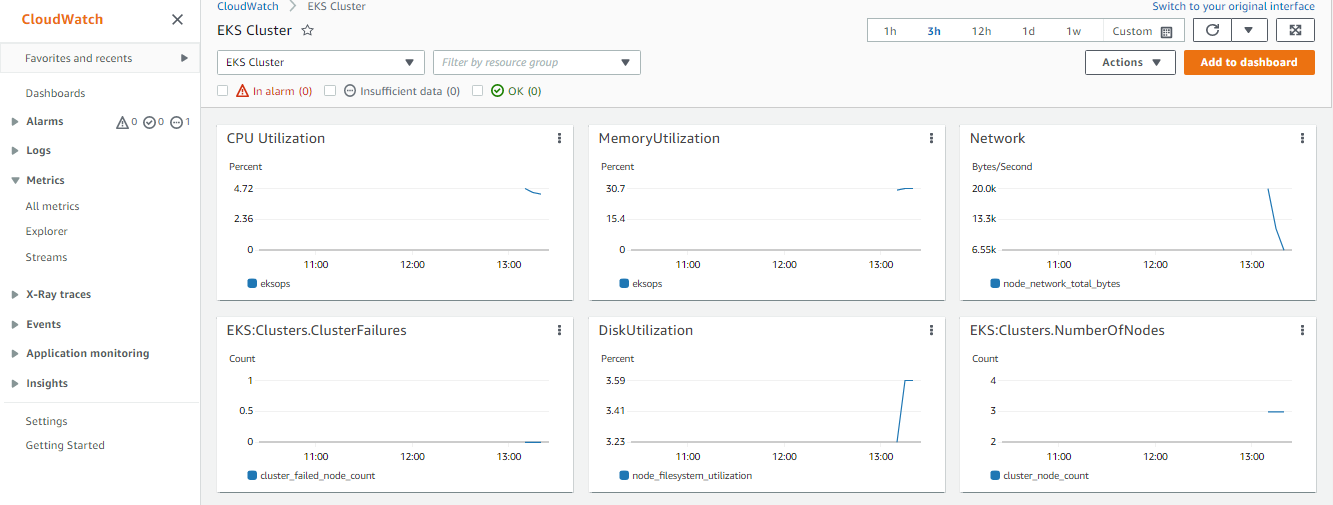 CloudWatch
Favorites and recents
Dashboards
Alarms 0 0 1
Logs
Metrics
All metrics
Explorer
Streams
X-Ray traces
Events
Application monitoring
Insights
Settings
Getting Started
CloudWatch > EKS Cluster
Switch to your original interface
EKS Cluster
1h 3h 12h 1d 1w Custom
EKS Cluster
Filter by resource group
Actions
Add to dashboard
In alarm (0) Insufficient data (0) OK (0)
CPU Utilization
Percent
4.72
2.36
0
11:00 12:00 13:00
eksops
MemoryUtilization
Percent
30.7
15.4
0
11:00 12:00 13:00
eksops
Network
Bytes/Second
20.0k
13.3k
6.55k
11:00 12:00 13:00
node_network_total_bytes
EKS:Clusters.ClusterFailures
Count
1
0.5
0
11:00 12:00 13:00
cluster_failed_node_count
DiskUtilization
Percent
3.59
3.41
3.23
11:00 12:00 13:00
node_filesystem_utilization
EKS:Clusters.NumberOfNodes
Count
4
3
2
11:00 12:00 13:00
cluster_node_count